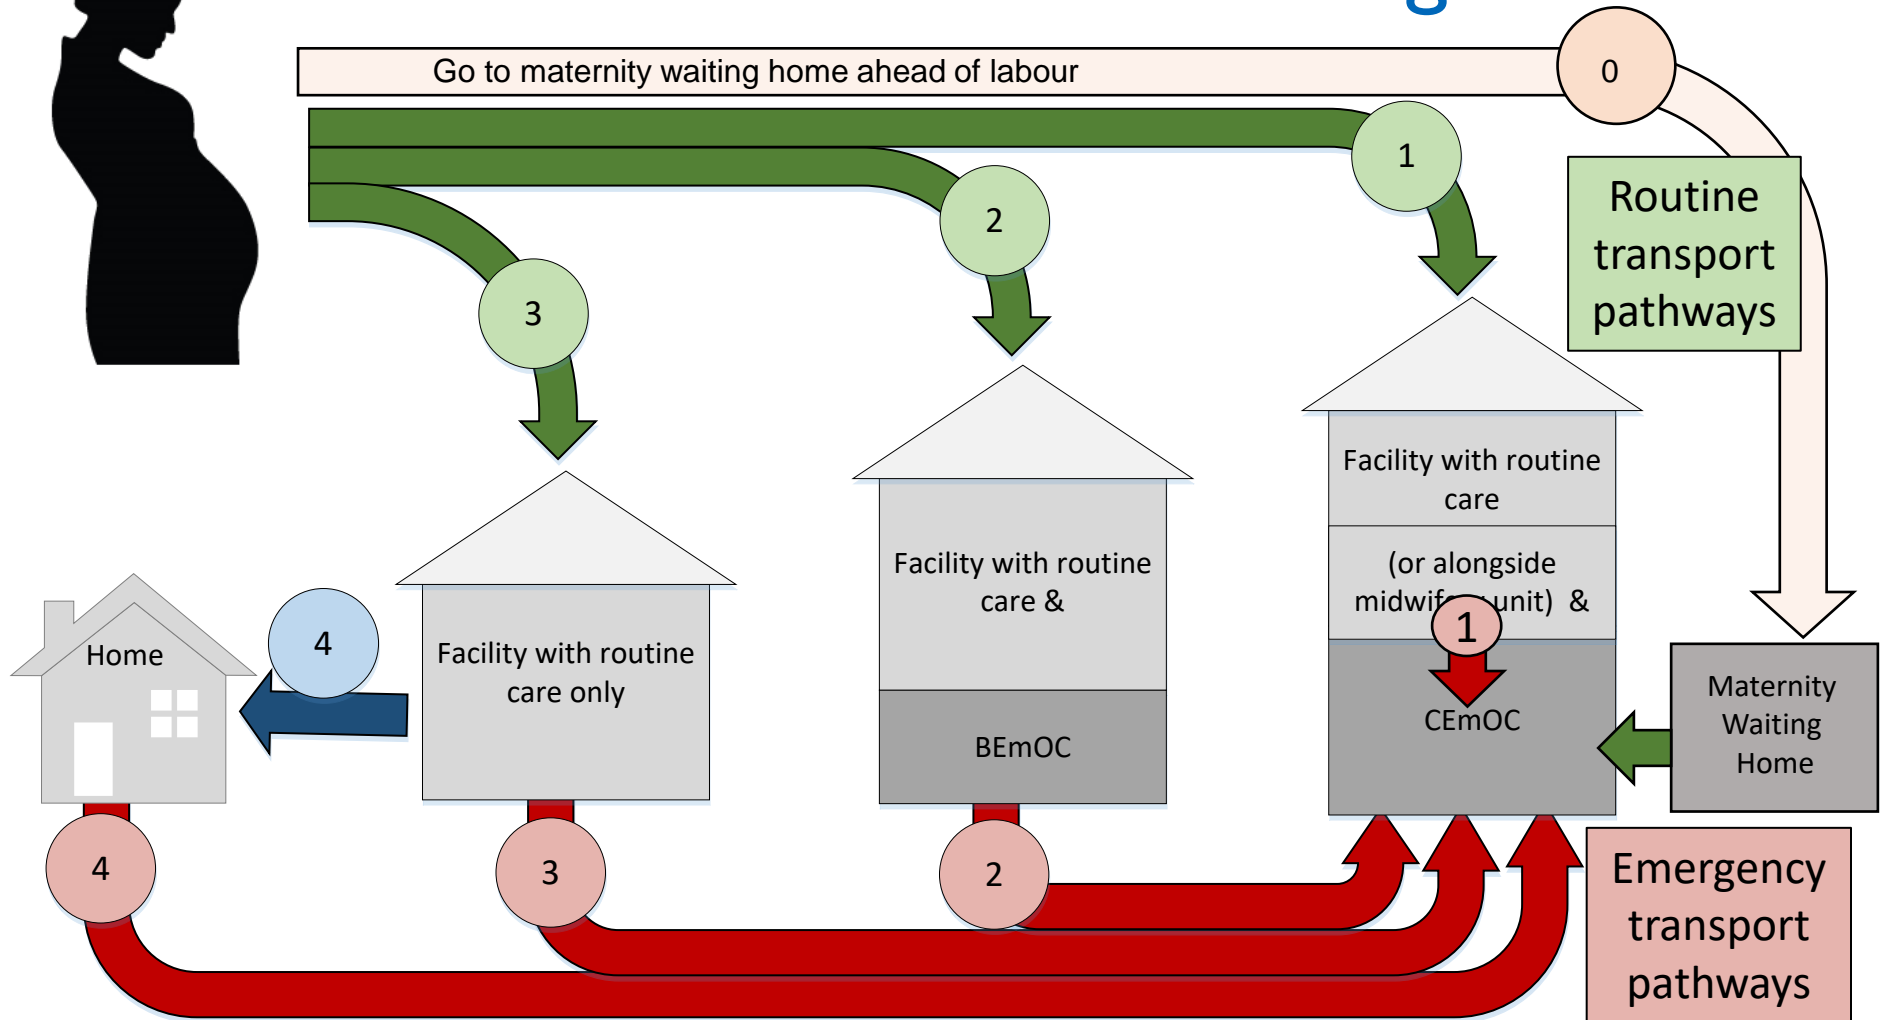 g
Go to maternity waiting home ahead of labour
0
1
2
3
Routine
transport
pathways
Facility with routine
care
(or alongside
unit) &
1
CEmOC
Facility with routine
care &
BEmOC
Facility with routine
care only
4
Home
Maternity
Waiting
Home
4
3
2
Emergency
transport
pathways